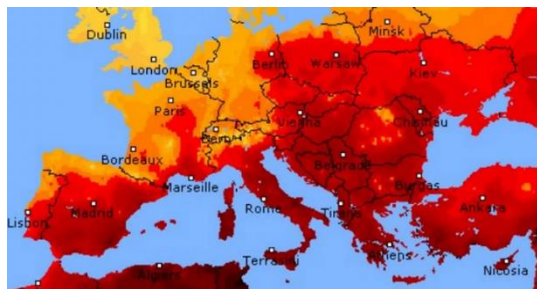 Dublin
Minsk
London
Berlin
Warsaw
Brussels
Kiev
Paris
Vienna
Chisinau
Bern
Bordeaux
Belgrade
Marseille
Burgas
Lisbon
Madrid
Rome
Tirana
Ankara
Terrasini
Athens
Algiers
Nicosia